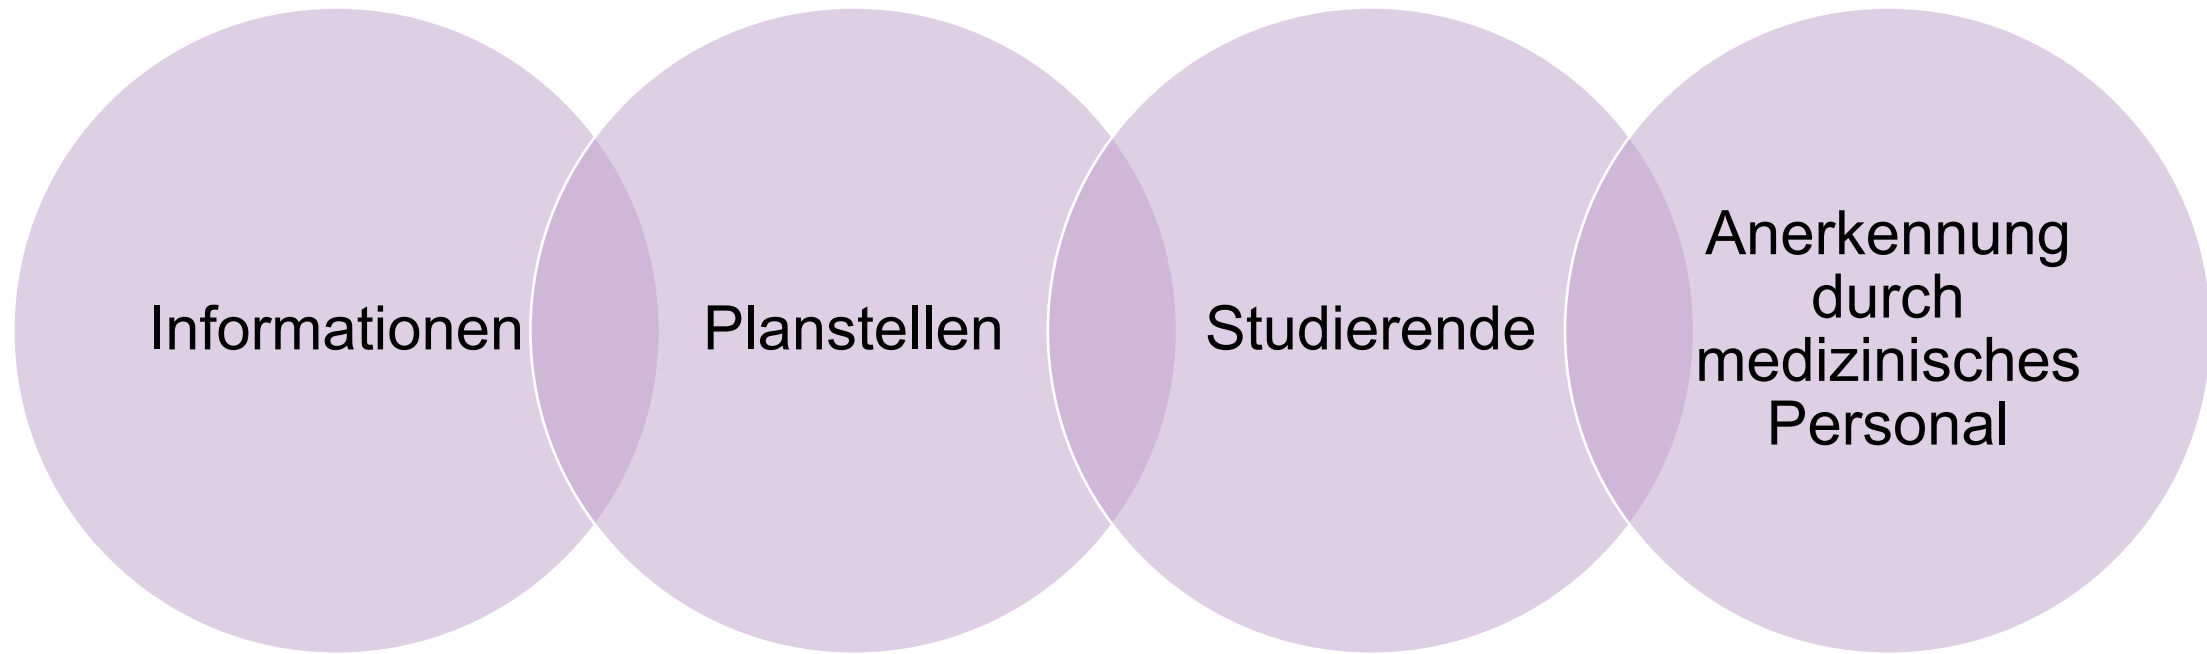 Informationen
Planstellen
Studierende
Anerkennung
durch
medizinisches
Personal